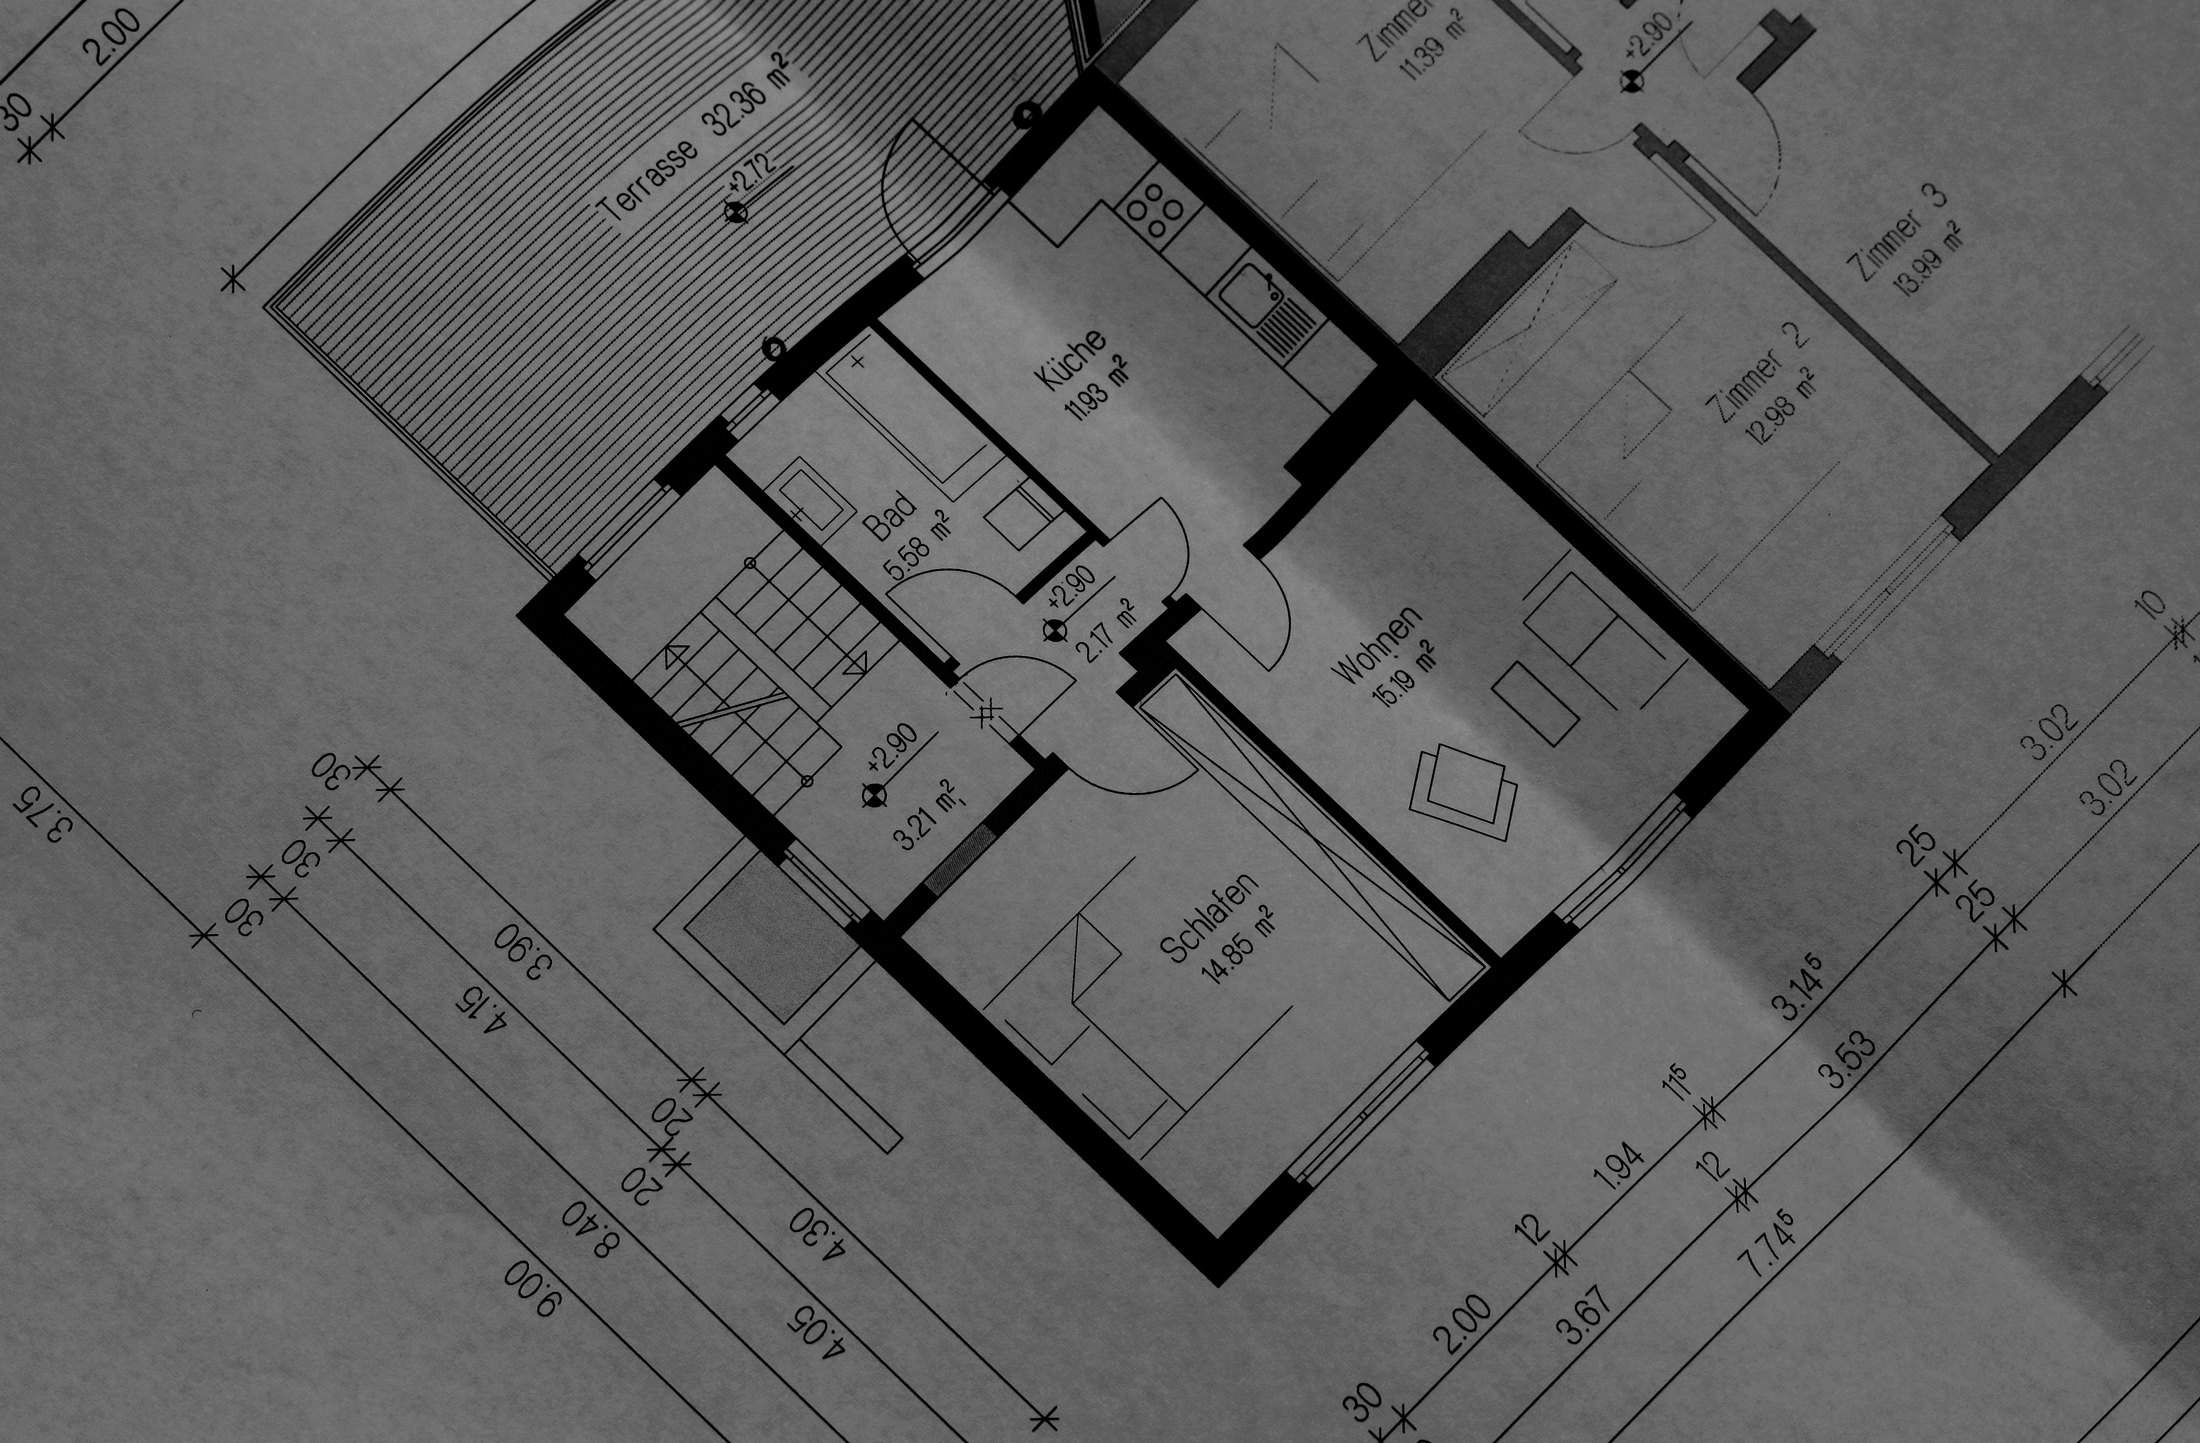 2.00
30
Terrasse 32.36 m²
+2.72
Zimmer
11.39 m²
+2.90
Zimmer 3
13.99 m²
Zimmer 2
12.98 m²
Küche
11.93 m²
Bad
5.58 m²
+2.90
2.17 m²
Wohnen
15.19 m²
+2.90
3.21 m²
Schlafen
14.85 m²
3.75
30
30
30
3.90
4.15
20
20
8.40
9.00
4.30
4.05
10
3.02
3.02
25
25
3.14⁵
3.53
11⁵
1.94
12
12
7.74⁵
2.00
3.67
30